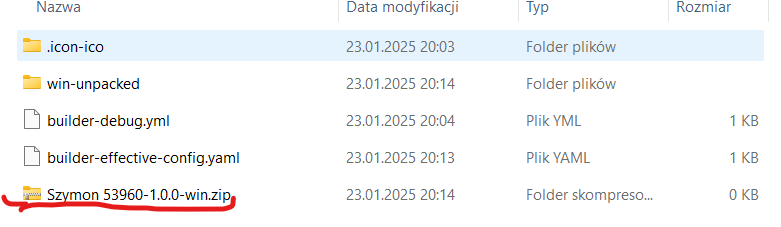 Nazwa Data modyfikacji Typ Rozmiar
.icon-ico 23.01.2025 20:03 Folder plików
win-unpacked 23.01.2025 20:14 Folder plików
builder-debug.yml 23.01.2025 20:04 Plik YML 1 KB
builder-effective-config.yaml 23.01.2025 20:13 Plik YAML 1 KB
Szymon 53960-1.0.0-win.zip 23.01.2025 20:14 Folder skompreso... 0 KB